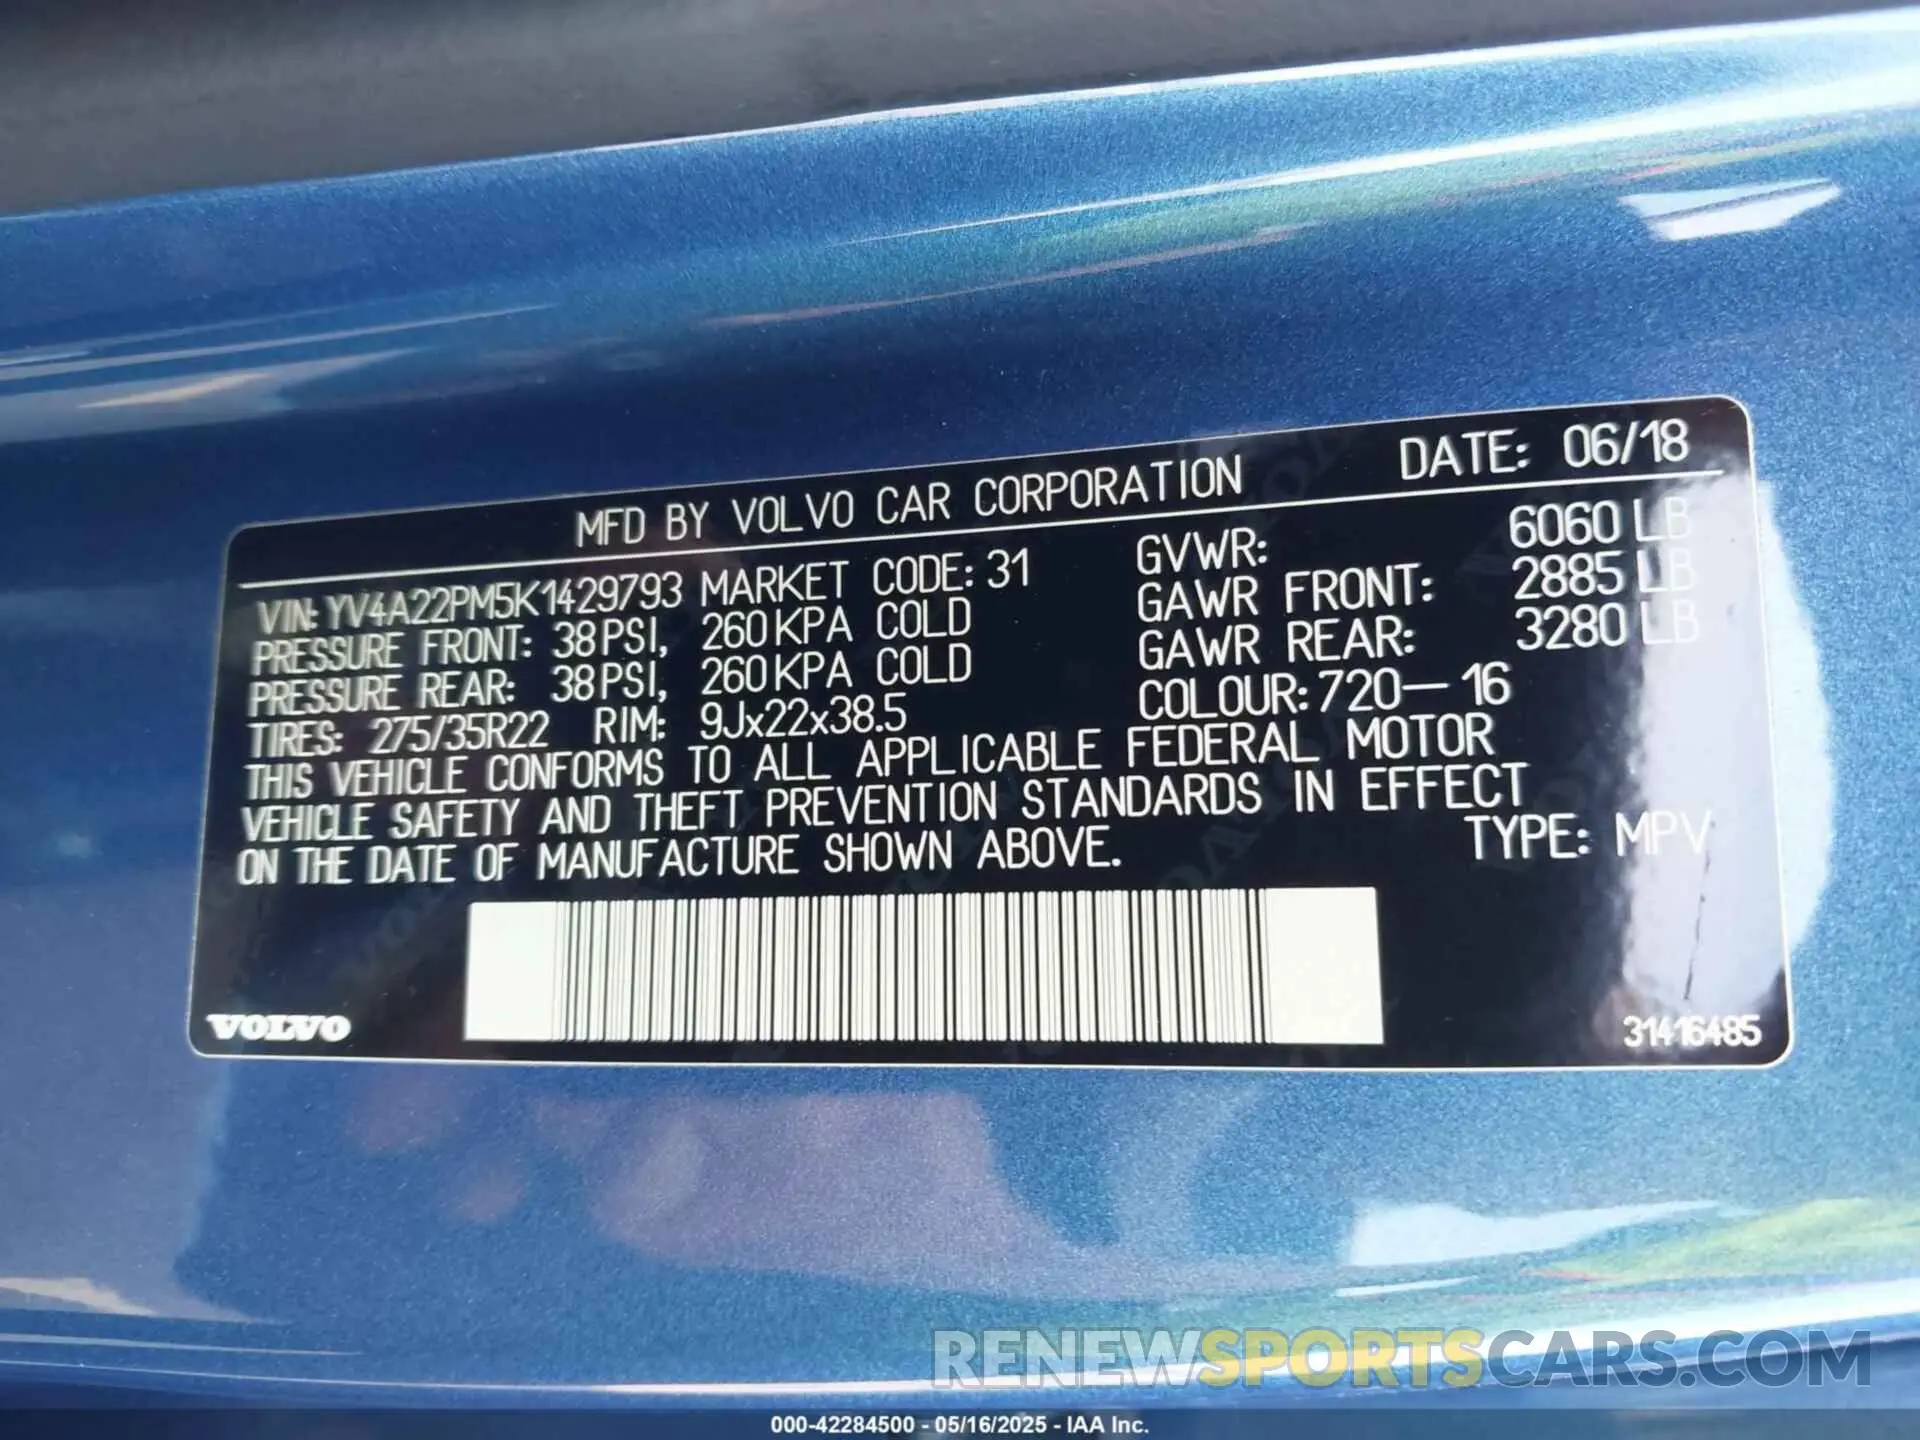 MFD BY VOLVO CAR CORPORATION DATE: 06/18
VIN: YV4A22PM5K1429793 MARKET CODE: 31 GVWR: 6060 LB
PRESSURE FRONT: 38 PSI, 260 KPA COLD GAWR FRONT: 2885 LB
PRESSURE REAR: 38 PSI, 260 KPA COLD GAWR REAR: 3280 LB
TIRES: 275/35R22 RIM: 9Jx22x38.5 COLOUR: 720-16
THIS VEHICLE CONFORMS TO ALL APPLICABLE FEDERAL MOTOR
VEHICLE SAFETY AND THEFT PREVENTION STANDARDS IN EFFECT
ON THE DATE OF MANUFACTURE SHOWN ABOVE. TYPE: MPV
VOLVO 31416485
RENEWSPORTSCARS.COM
000-42284500 - 05/16/2025 - IAA Inc.